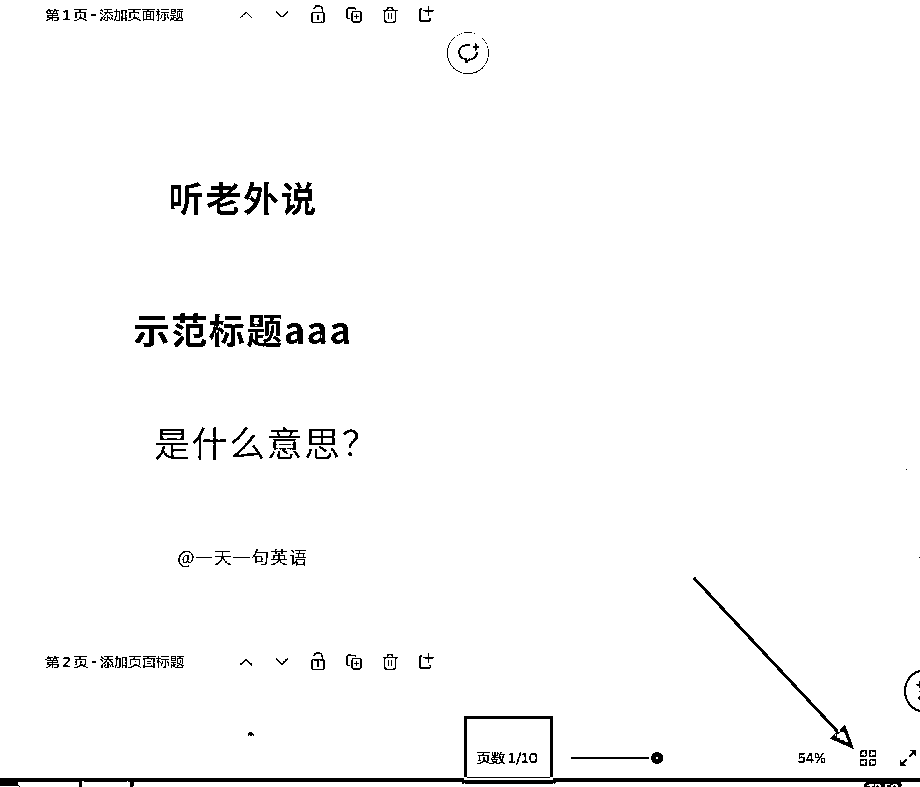 第 1 页 - 添加页面标题
听老外说
示范标题aaa
是什么意思?
@一天一句英语
第 2 页 - 添加页面标题
页数 1/10
54%